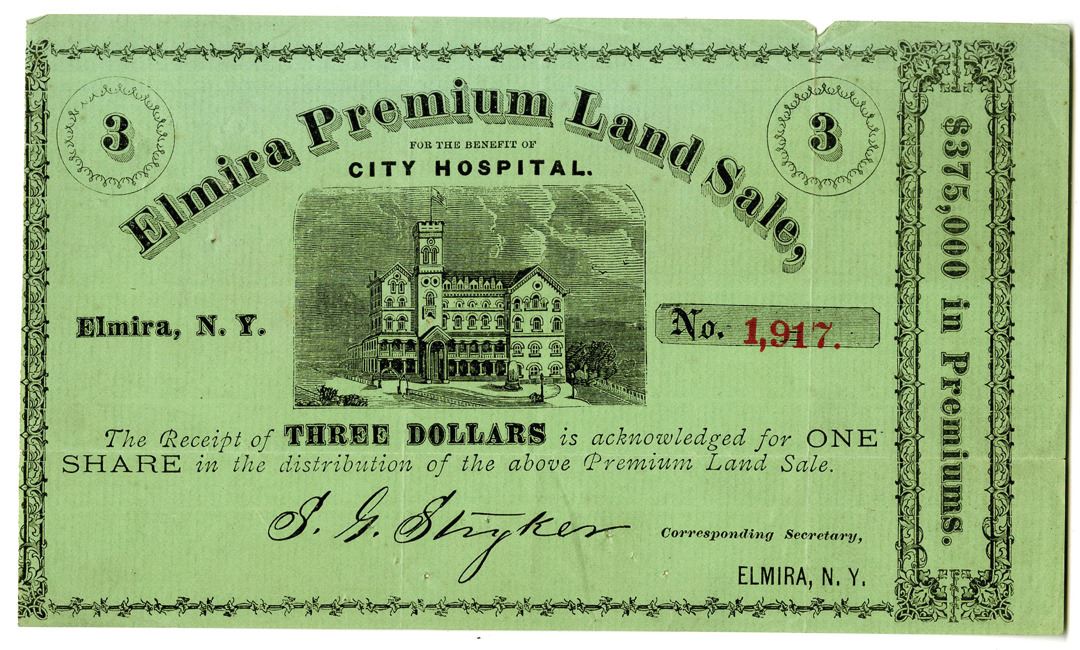 3
3
Elmira Premium Land Sale,
FOR THE BENEFIT OF
CITY HOSPITAL.
Elmira, N. Y.
No. 1,917.
The Receipt of THREE DOLLARS is acknowledged for ONE
SHARE in the distribution of the above Premium Land Sale.
S. G. Stryker
Corresponding Secretary,
ELMIRA, N. Y.
$375,000 in Premiums.